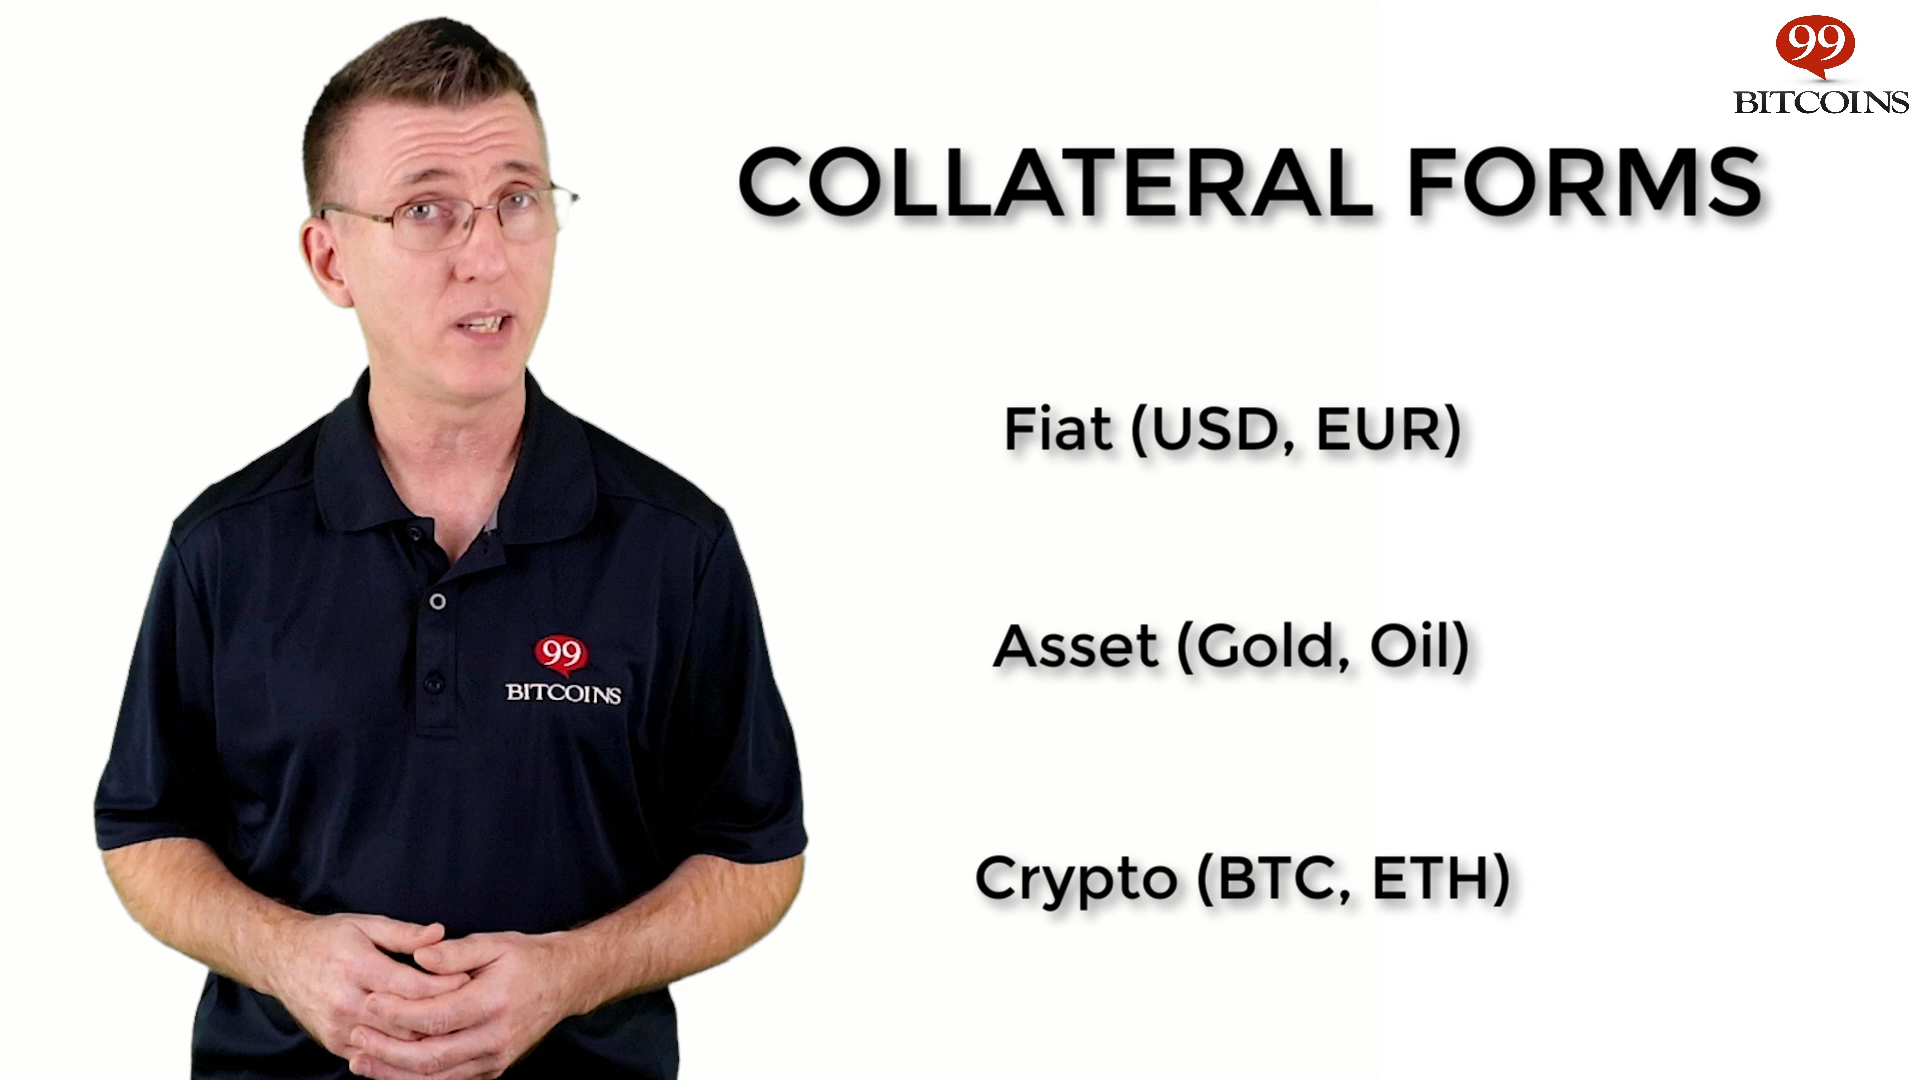 99
BITCOINS
COLLATERAL FORMS
Fiat (USD, EUR)
Asset (Gold, Oil)
Crypto (BTC, ETH)
99
BITCOINS